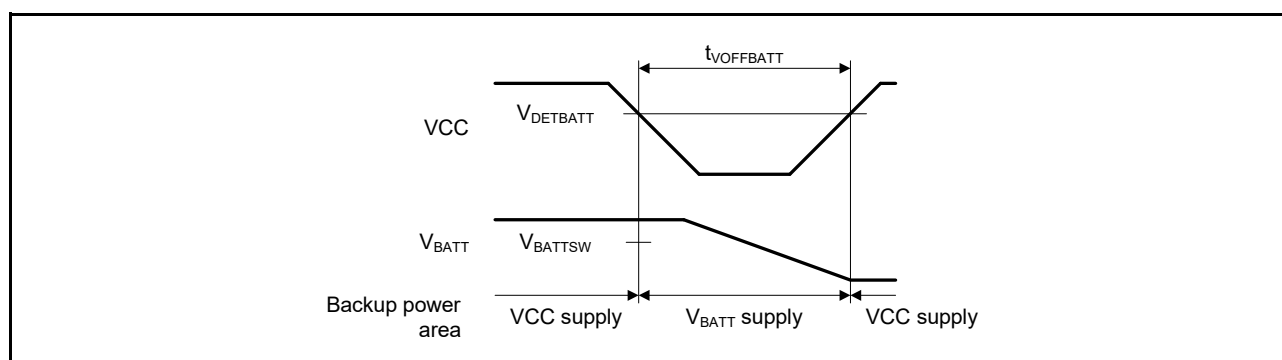 tVOFFBATT
VCC
VDETBATT
VBATT
VBATTSW
Backup power
area
VCC supply
VBATT supply
VCC supply